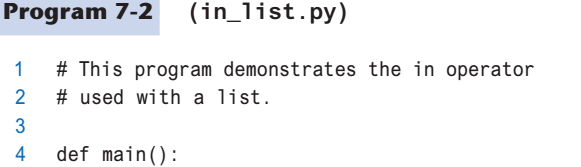 Program 7-2 (in_list.py)
1 # This program demonstrates the in operator
2 # used with a list.
3
4 def main():